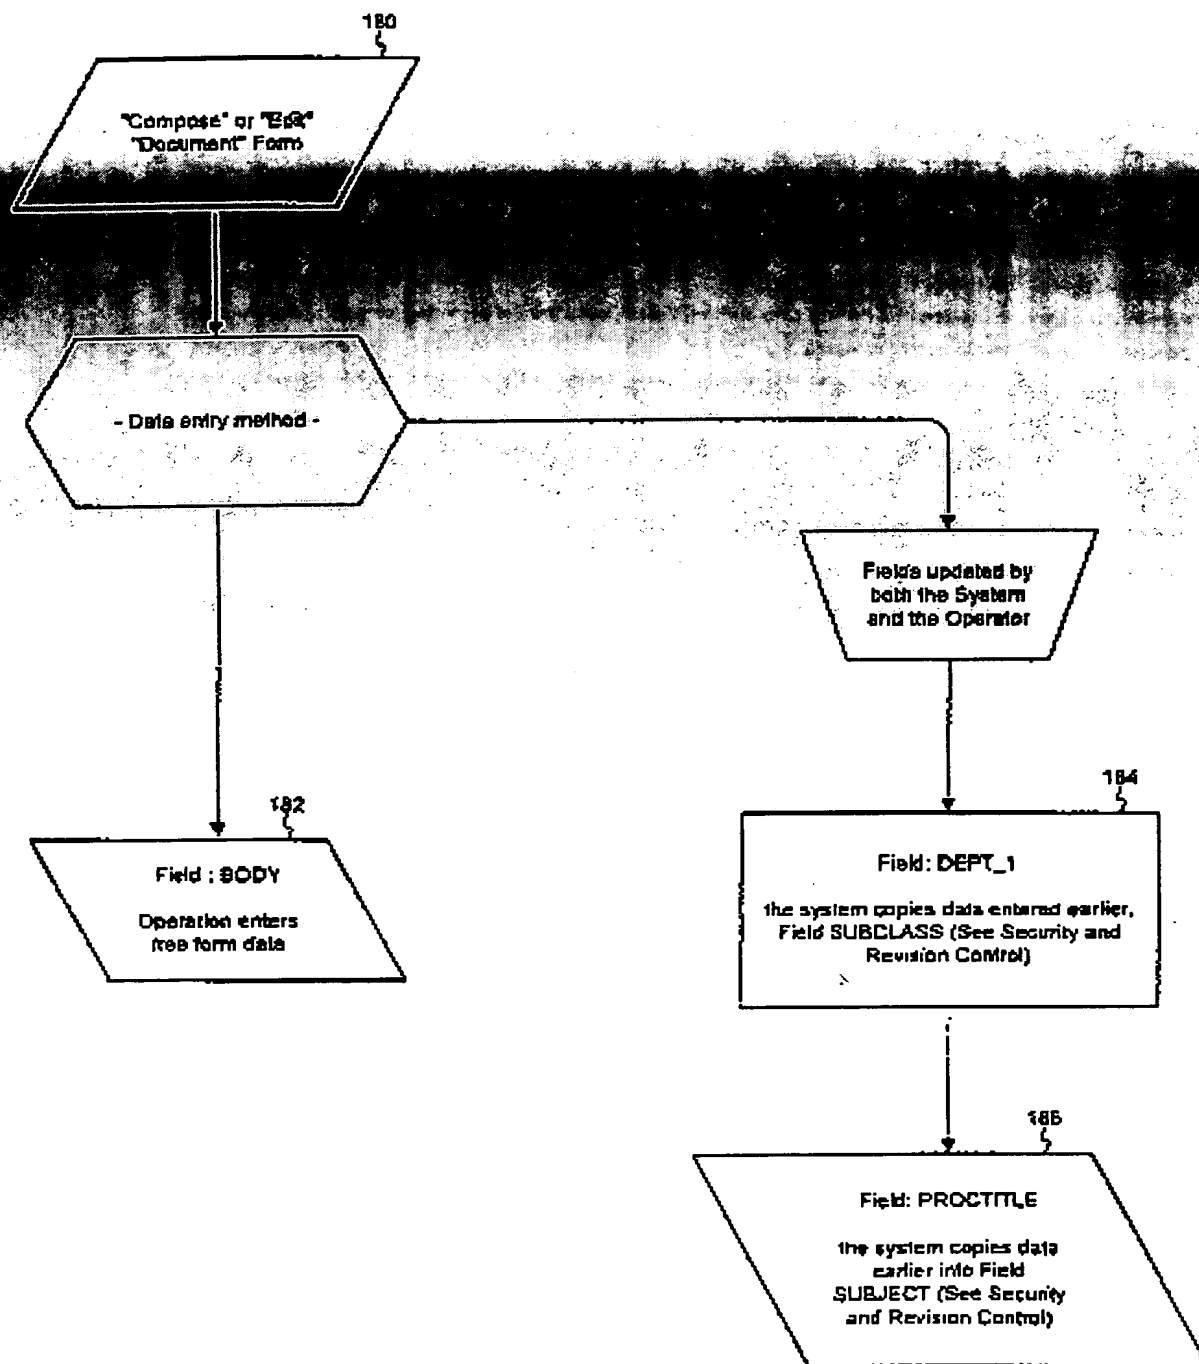 180
"Compose" or "Edit"
"Document" Form
- Data entry method -
Fields updated by
both the System
and the Operator
182
Field : BODY
Operation enters
free form data
184
Field: DEPT_1
the system copies data entered earlier,
Field SUBCLASS (See Security and
Revision Control)
186
Field: PROCTITLE
the system copies data
earlier into Field
SUBJECT (See Security
and Revision Control)